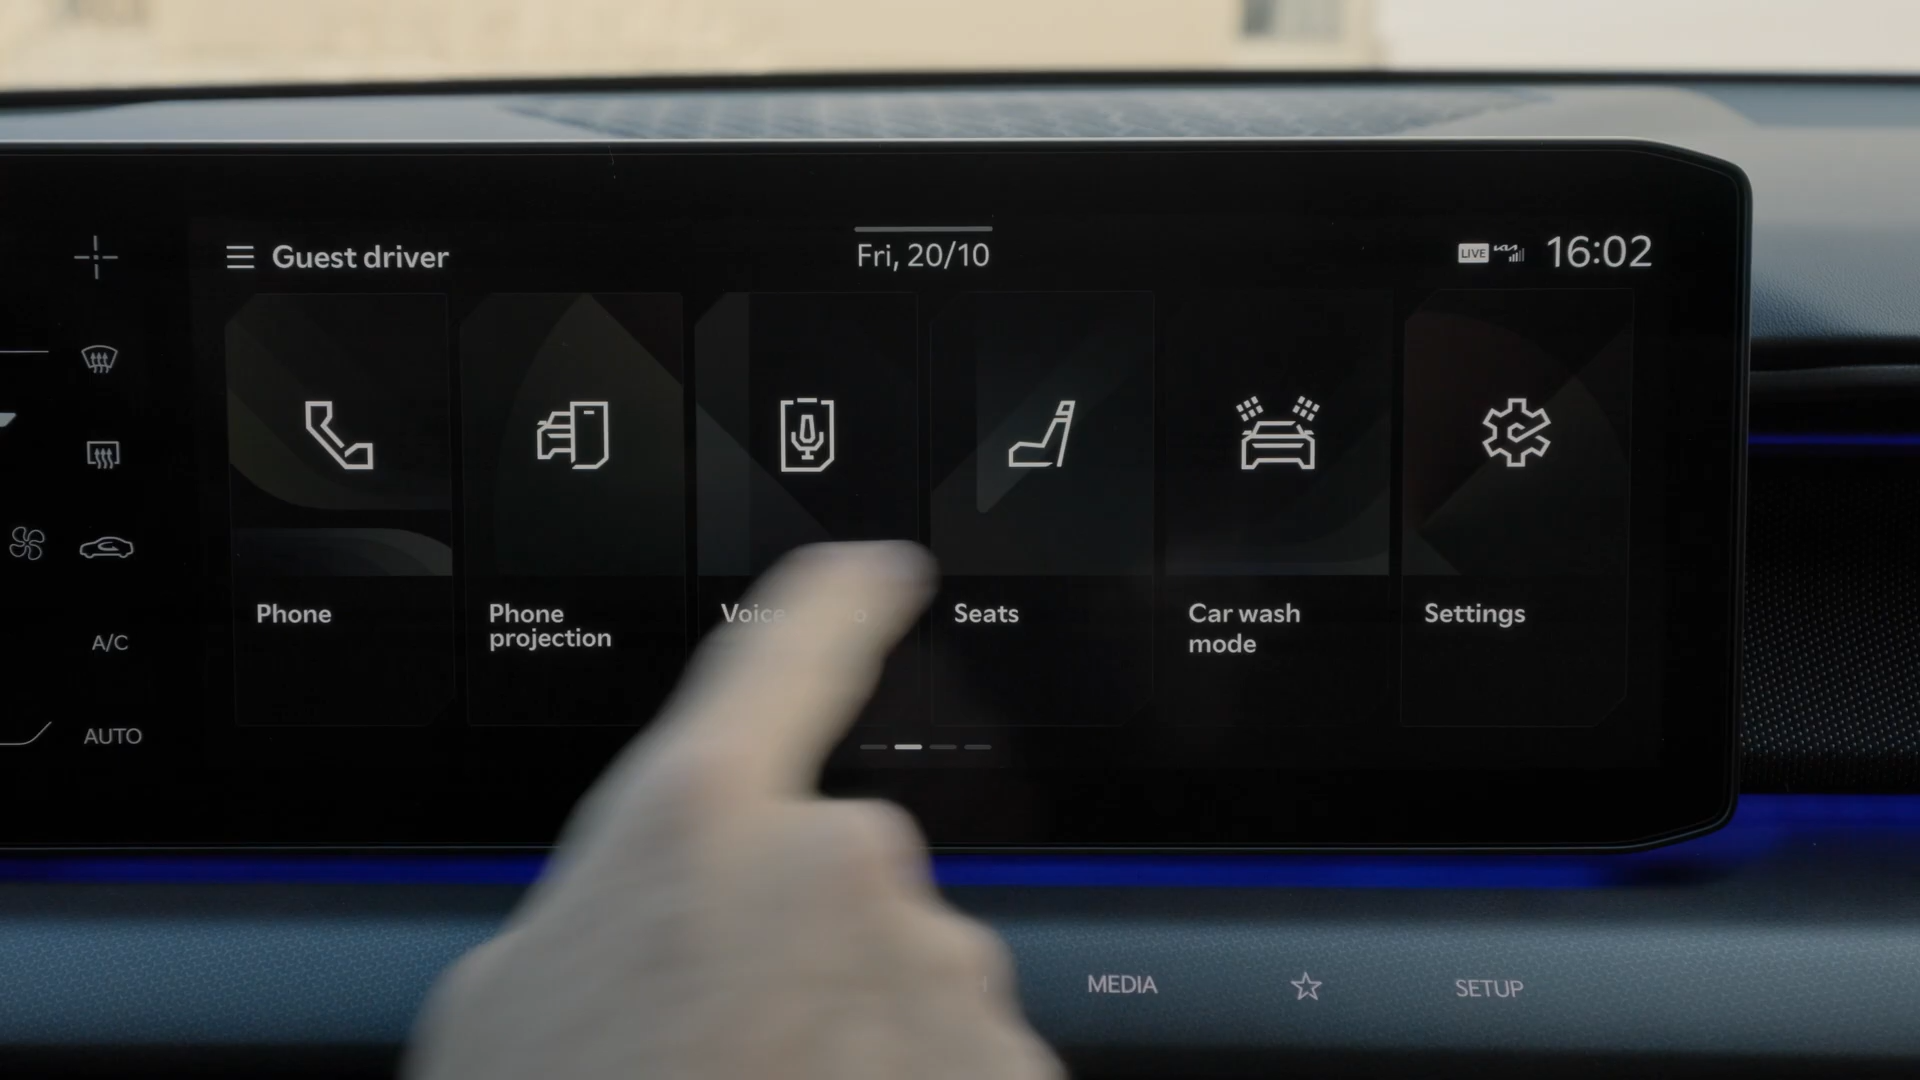 Guest driver
Fri, 20/10
LIVE
16:02
Phone
Phone
projection
Voice
Seats
Car wash
mode
Settings
A/C
AUTO
MEDIA
SETUP